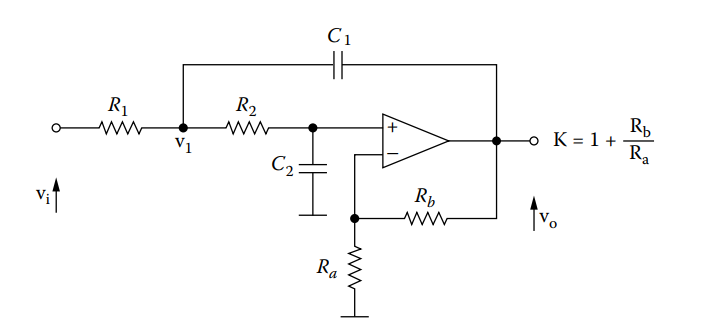 C1
R1
R2
v1
+
−
C2
K = 1 + Rb/Ra
vi
Rb
vo
Ra